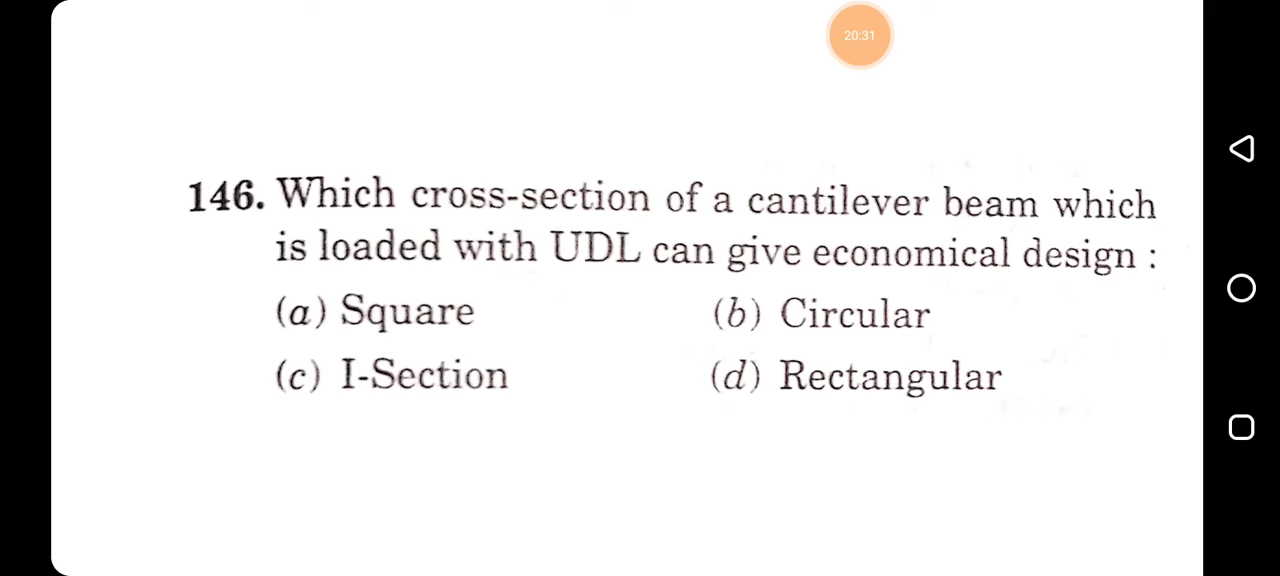 20:31
146. Which cross-section of a cantilever beam which
is loaded with UDL can give economical design :
(a) Square (b) Circular
(c) I-Section (d) Rectangular